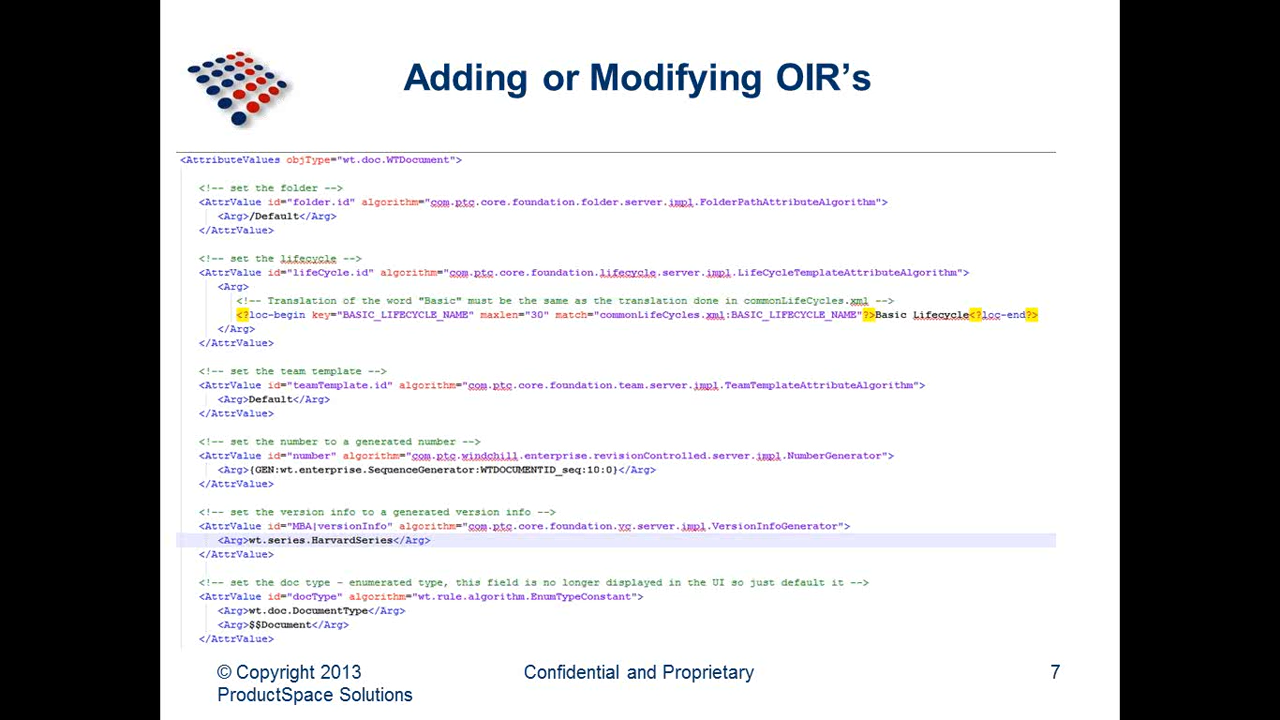 Adding or Modifying OIR’s
<AttributeValues objType="wt.doc.WTDocument">
<!-- set the folder -->
<AttrValue id="folder.id" algorithm="com.ptc.core.foundation.folder.server.impl.FolderPathAttributeAlgorithm">
<Arg>/Default</Arg>
</AttrValue>
<!-- set the lifecycle -->
<AttrValue id="lifeCycle.id" algorithm="com.ptc.core.foundation.lifecycle.server.impl.LifeCycleTemplateAttributeAlgorithm">
<Arg>
<!-- Translation of the word "Basic" must be the same as the translation done in commonLifeCycles.xml -->
<?loc-begin key="BASIC_LIFECYCLE_NAME" maxlen="30" match="commonLifeCycles.xml:BASIC_LIFECYCLE_NAME"?>Basic Lifecycle<?loc-end?>
</Arg>
</AttrValue>
<!-- set the team template -->
<AttrValue id="teamTemplate.id" algorithm="com.ptc.core.foundation.team.server.impl.TeamTemplateAttributeAlgorithm">
<Arg>Default</Arg>
</AttrValue>
<!-- set the number to a generated number -->
<AttrValue id="number" algorithm="com.ptc.windchill.enterprise.revisionControlled.server.impl.NumberGenerator">
<Arg>{GEN:wt.enterprise.SequenceGenerator:WTDOCUMENTID_seq:10:0}</Arg>
</AttrValue>
<!-- set the version info to a generated version info -->
<AttrValue id="MBA|versionInfo" algorithm="com.ptc.core.foundation.vc.server.impl.VersionInfoGenerator">
<Arg>wt.series.HarvardSeries</Arg>
</AttrValue>
<!-- set the doc type - enumerated type, this field is no longer displayed in the UI so just default it -->
<AttrValue id="docType" algorithm="wt.rule.algorithm.EnumTypeConstant">
<Arg>wt.doc.DocumentType</Arg>
<Arg>$$Document</Arg>
</AttrValue>
© Copyright 2013
ProductSpace Solutions
Confidential and Proprietary
7